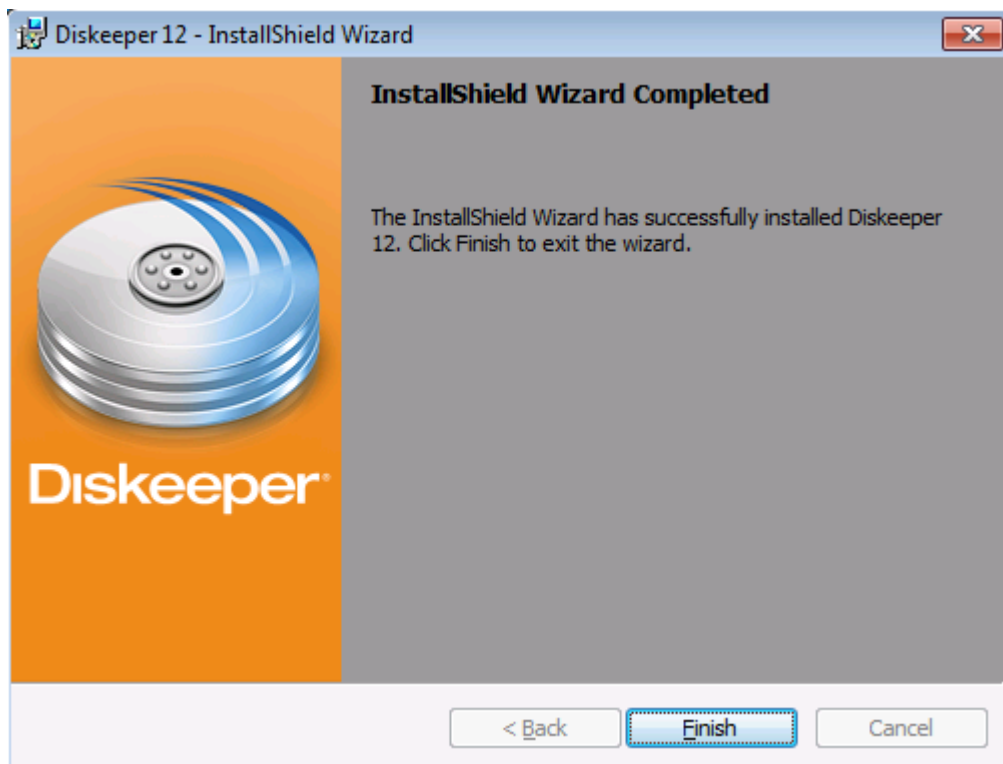 Diskeeper 12 - InstallShield Wizard
InstallShield Wizard Completed
The InstallShield Wizard has successfully installed Diskeeper
12. Click Finish to exit the wizard.
Diskeeper®
< Back Finish Cancel